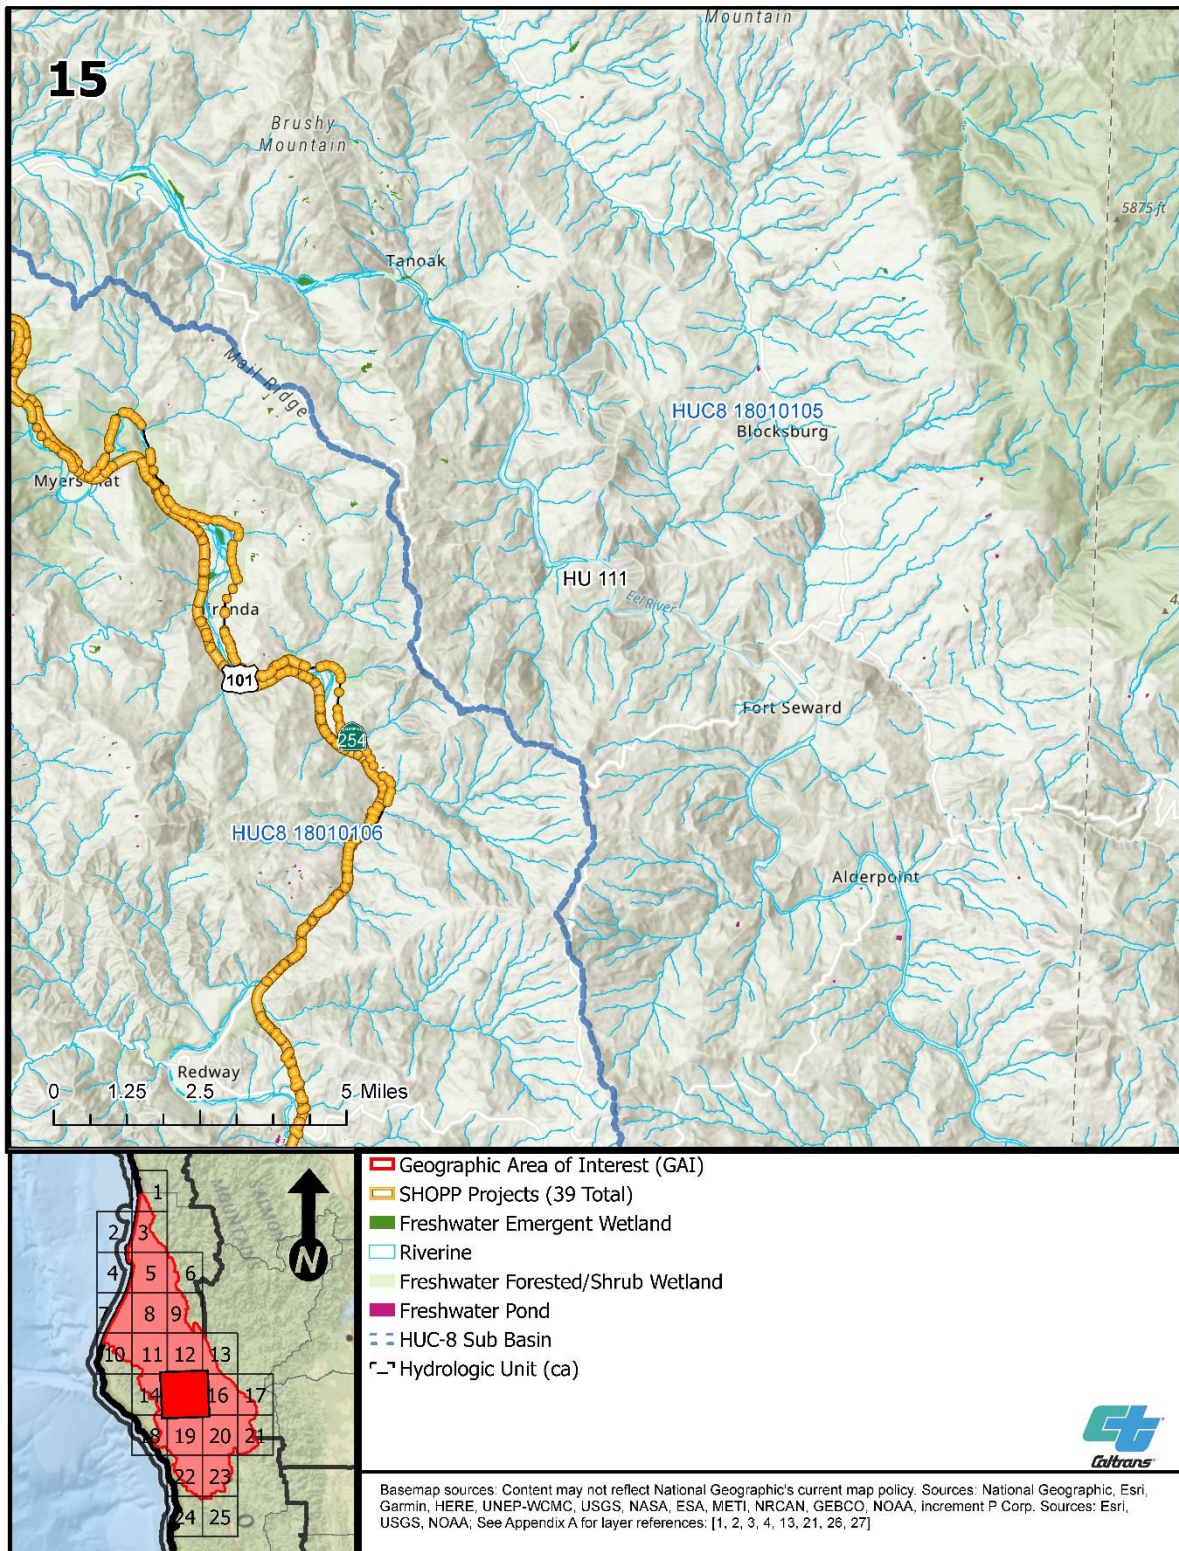 15
Mountain
Brushy
Mountain
5875 ft
Tanoak
Mail Ridge
HUC8 18010105
Blocksburg
Myers Flat
HU 111
Eel River
101
Fort Seward
254
HUC8 18010106
Alderpoint
Redway
0 1.25 2.5 5 Miles
Geographic Area of Interest (GAI)
SHOPP Projects (39 Total)
Freshwater Emergent Wetland
Riverine
Freshwater Forested/Shrub Wetland
Freshwater Pond
HUC-8 Sub Basin
Hydrologic Unit (ca)
1
2 3
4 5 6
7 8 9
10 11 12 13
14 16 17
18 19 20 21
22 23
24 25
SALMON
MOUNTAINS
N
Caltrans
Basemap sources: Content may not reflect National Geographic's current map policy. Sources: National Geographic, Esri,
Garmin, HERE, UNEP-WCMC, USGS, NASA, ESA, METI, NRCAN, GEBCO, NOAA, increment P Corp. Sources: Esri,
USGS, NOAA; See Appendix A for layer references: [1, 2, 3, 4, 13, 21, 26, 27]